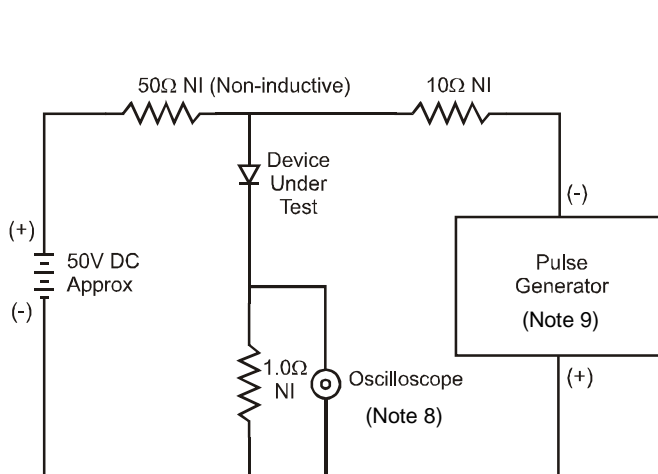 50Ω NI (Non-inductive)
10Ω NI
Device
Under
Test
(+)
50V DC
Approx
(-)
(-)
Pulse
Generator
(Note 9)
(+)
1.0Ω
NI
Oscilloscope
(Note 8)